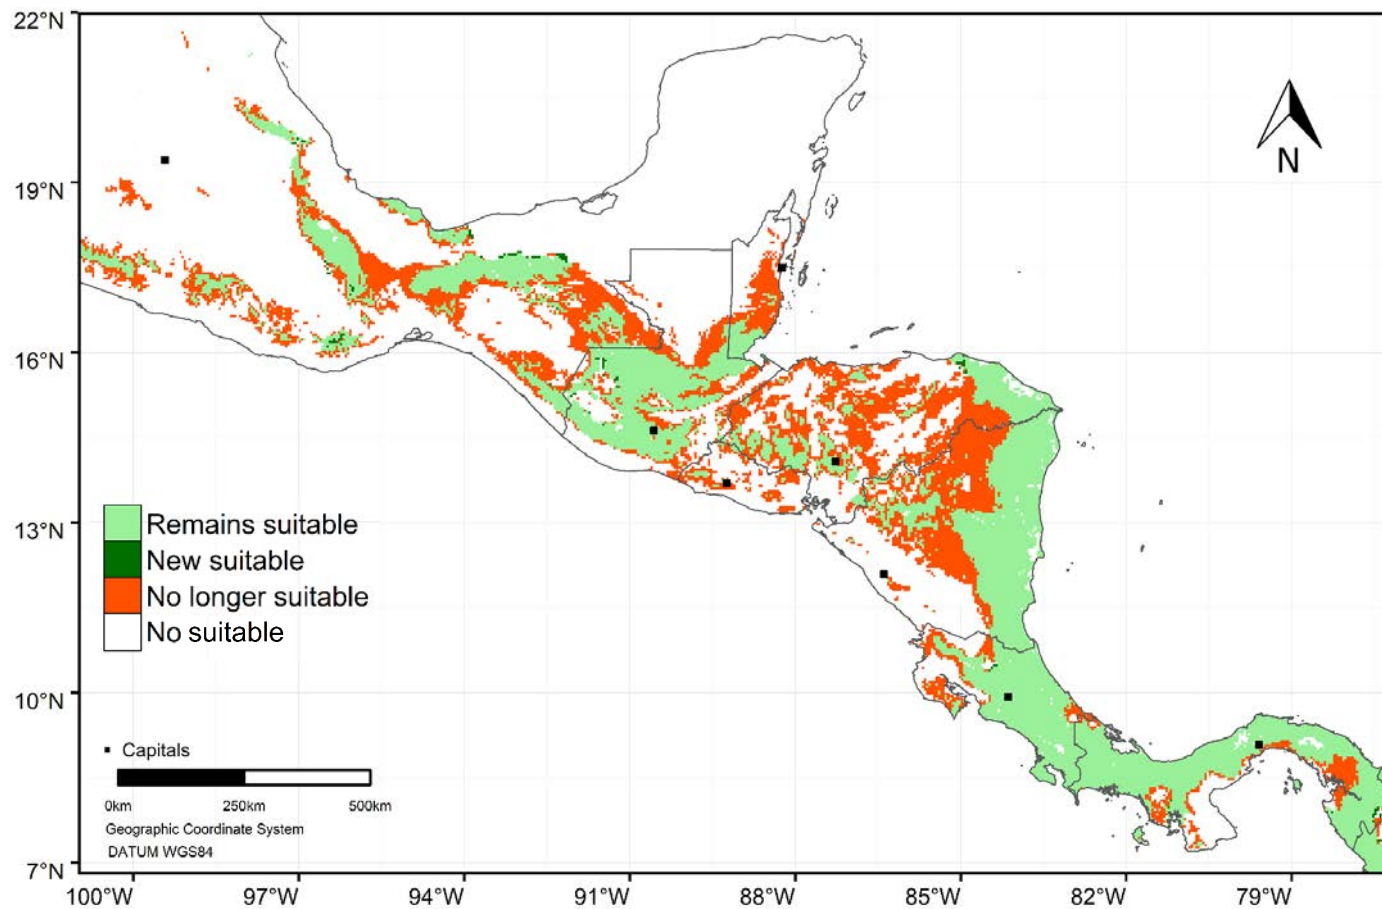 22°N
19°N
16°N
13°N
10°N
7°N
N
Remains suitable
New suitable
No longer suitable
No suitable
Capitals
0km 250km 500km
Geographic Coordinate System
DATUM WGS84
100°W 97°W 94°W 91°W 88°W 85°W 82°W 79°W